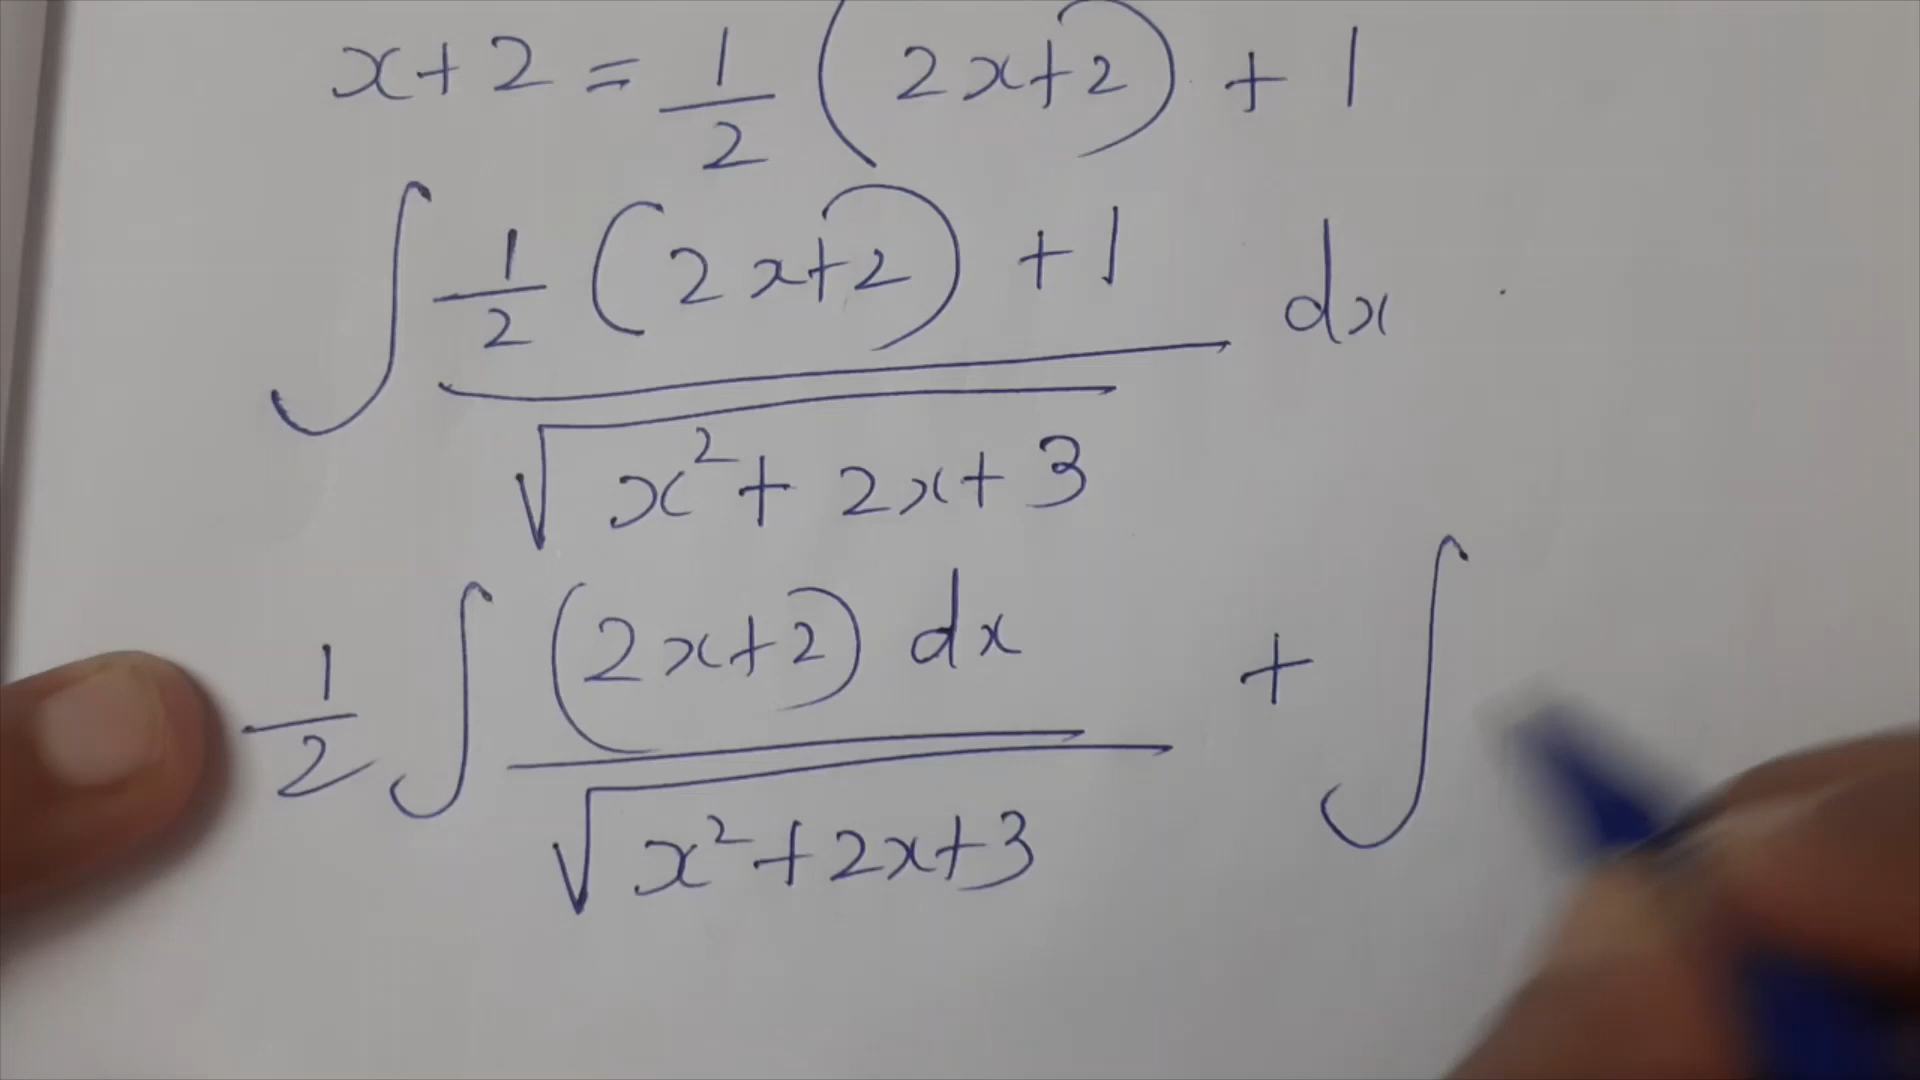 x+2 = 1/2 (2x+2) + 1
∫ (1/2 (2x+2) + 1) / √(x²+2x+3) dx
1/2 ∫ (2x+2) dx / √(x²+2x+3) + ∫